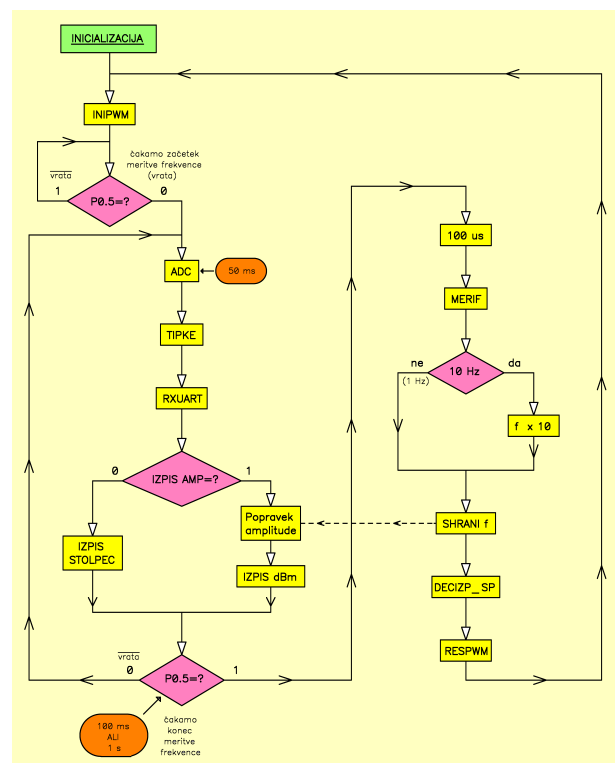 INICIALIZACIJA
INIPWM
čakamo začetek
meritve frekvence
(vrata)
vrata
1
0
P0.5=?
ADC
50 ms
TIPKE
RXUART
0
1
IZPIS AMP=?
IZPIS
STOLPEC
Popravek
amplitude
IZPIS dBm
vrata
0
1
P0.5=?
100 ms
ALI
1 s
čakamo
konec
meritve
frekvence
100 us
MERIF
ne
(1 Hz)
10 Hz
da
f x 10
SHRANI f
DECIZP_SP
RESPWM